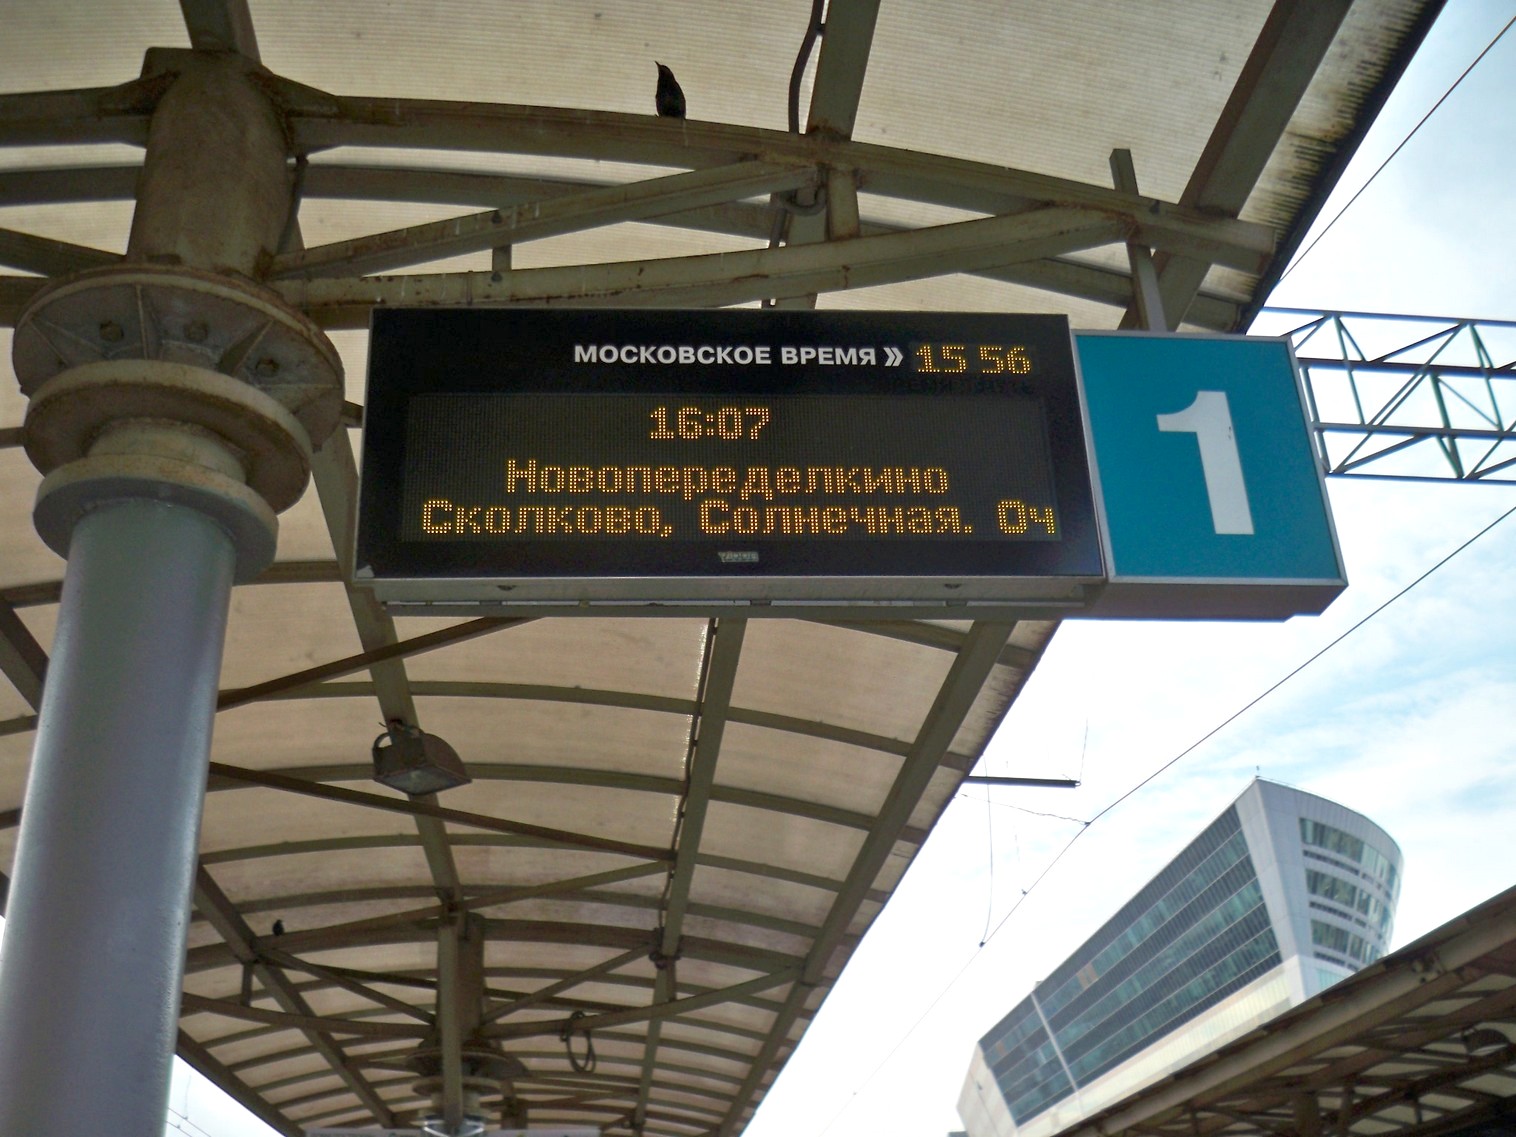 МОСКОВСКОЕ ВРЕМЯ » 15 56
16:07
Новопеределкино
Сколково, Солнечная. Оч
1